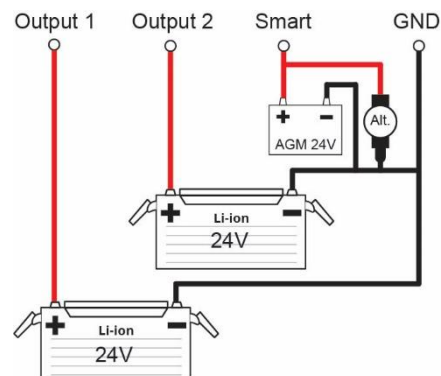 Output 1 Output 2 Smart GND
+ − Alt.
AGM 24V
+ Li-ion −
24V
+ Li-ion −
24V